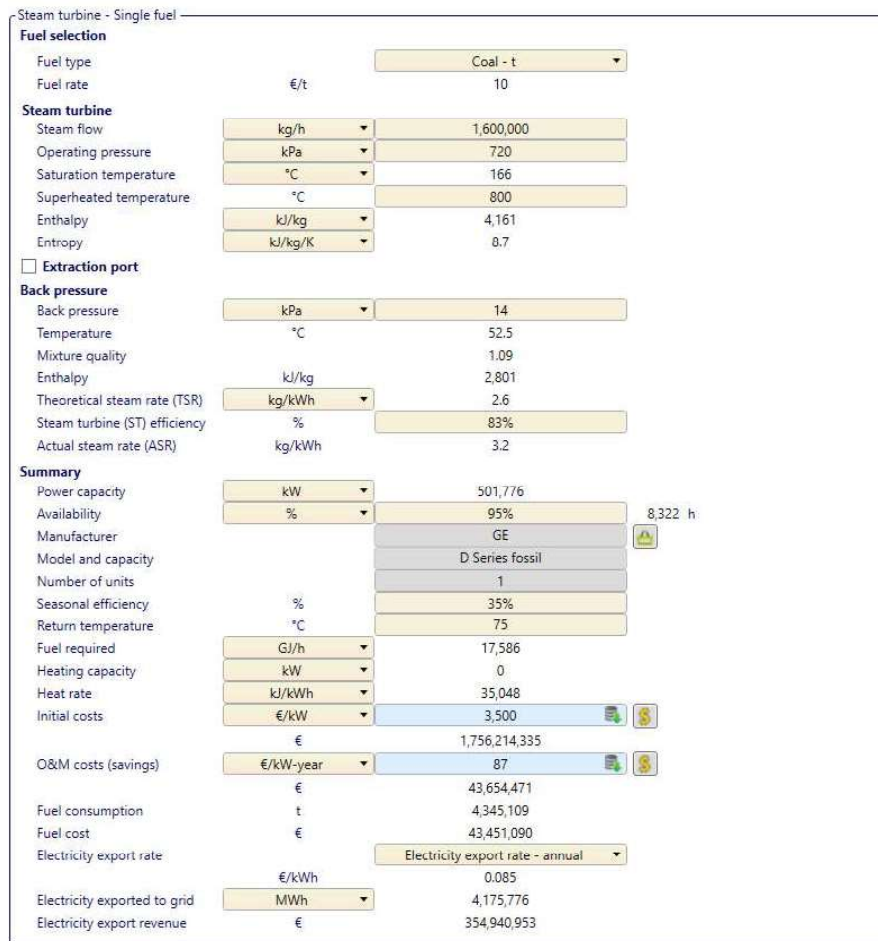 Steam turbine - Single fuel
Fuel selection
Fuel type Coal - t
Fuel rate €/t 10
Steam turbine
Steam flow kg/h 1,600,000
Operating pressure kPa 720
Saturation temperature °C 166
Superheated temperature °C 800
Enthalpy kJ/kg 4,161
Entropy kJ/kg/K 8.7
Extraction port
Back pressure
Back pressure kPa 14
Temperature °C 52.5
Mixture quality 1.09
Enthalpy kJ/kg 2,801
Theoretical steam rate (TSR) kg/kWh 2.6
Steam turbine (ST) efficiency % 83%
Actual steam rate (ASR) kg/kWh 3.2
Summary
Power capacity kW 501,776
Availability % 95% 8,322 h
Manufacturer GE
Model and capacity D Series fossil
Number of units 1
Seasonal efficiency % 35%
Return temperature °C 75
Fuel required GJ/h 17,586
Heating capacity kW 0
Heat rate kJ/kWh 35,048
Initial costs €/kW 3,500 $
€ 1,756,214,335
O&M costs (savings) €/kW-year 87 $
€ 43,654,471
Fuel consumption t 4,345,109
Fuel cost € 43,451,090
Electricity export rate Electricity export rate - annual
€/kWh 0.085
Electricity exported to grid MWh 4,175,776
Electricity export revenue € 354,940,953